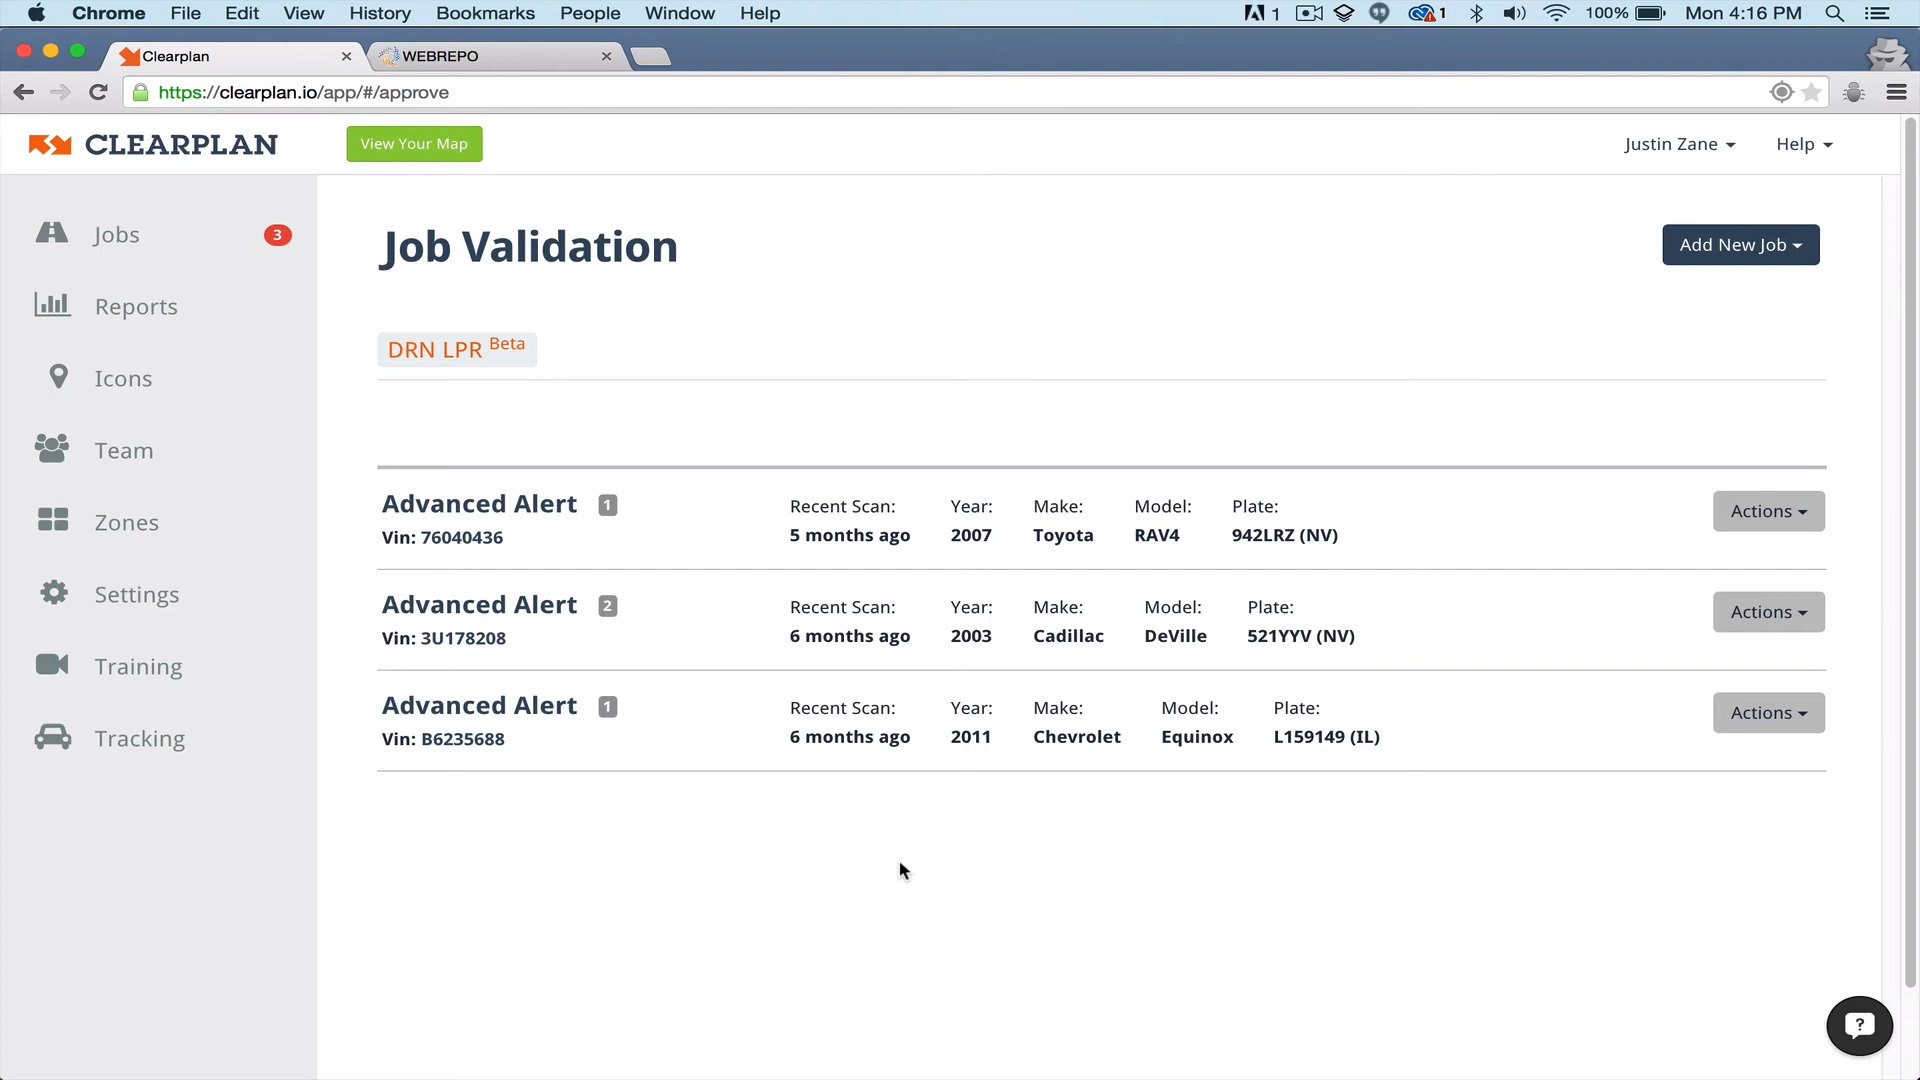 Chrome File Edit View History Bookmarks People Window Help 1 1 100% Mon 4:16 PM
Clearplan WEBREPO
https://clearplan.io/app/#/approve
CLEARPLAN View Your Map Justin Zane Help
Jobs 3
Reports
Icons
Team
Zones
Settings
Training
Tracking
Job Validation Add New Job
DRN LPR Beta
Advanced Alert 1 Recent Scan: Year: Make: Model: Plate: Actions
Vin: 76040436 5 months ago 2007 Toyota RAV4 942LRZ (NV)
Advanced Alert 2 Recent Scan: Year: Make: Model: Plate: Actions
Vin: 3U178208 6 months ago 2003 Cadillac DeVille 521YYV (NV)
Advanced Alert 1 Recent Scan: Year: Make: Model: Plate: Actions
Vin: B6235688 6 months ago 2011 Chevrolet Equinox L159149 (IL)
?